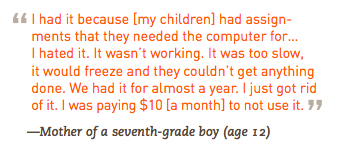 “ I had it because [my children] had assign-
ments that they needed the computer for...
I hated it. It wasn’t working. It was too slow,
it would freeze and they couldn’t get anything
done. We had it for almost a year. I just got rid
of it. I was paying $10 [a month] to not use it. ”
—Mother of a seventh-grade boy (age 12)